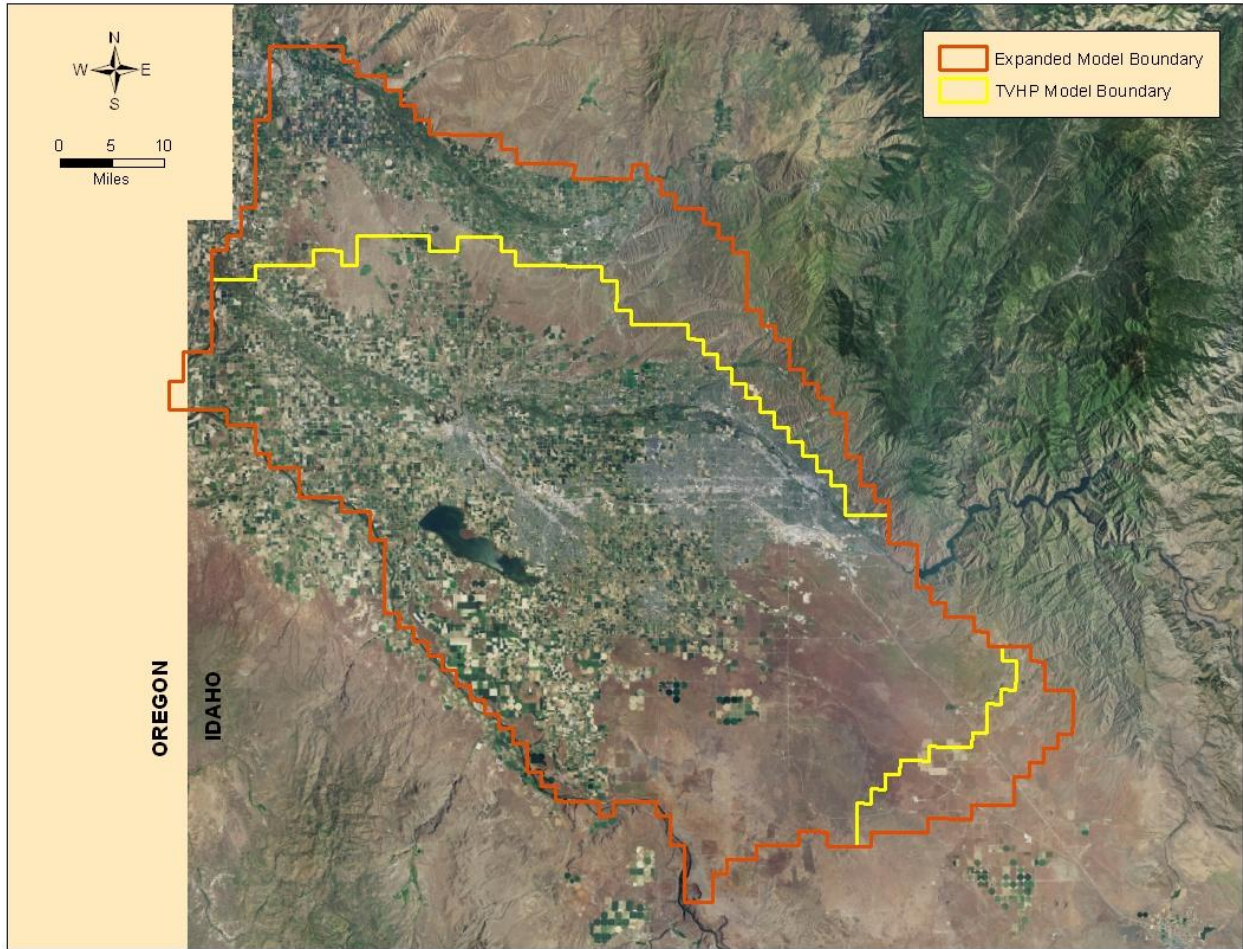 N
W E
S
0 5 10
Miles
Expanded Model Boundary
TVHP Model Boundary
OREGON
IDAHO